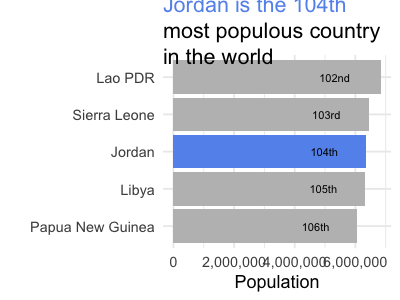 Jordan is the 104th
most populous country
in the world
Lao PDR 102nd
Sierra Leone 103rd
Jordan 104th
Libya 105th
Papua New Guinea 106th
0 2,000,000 4,000,000 6,000,000
Population